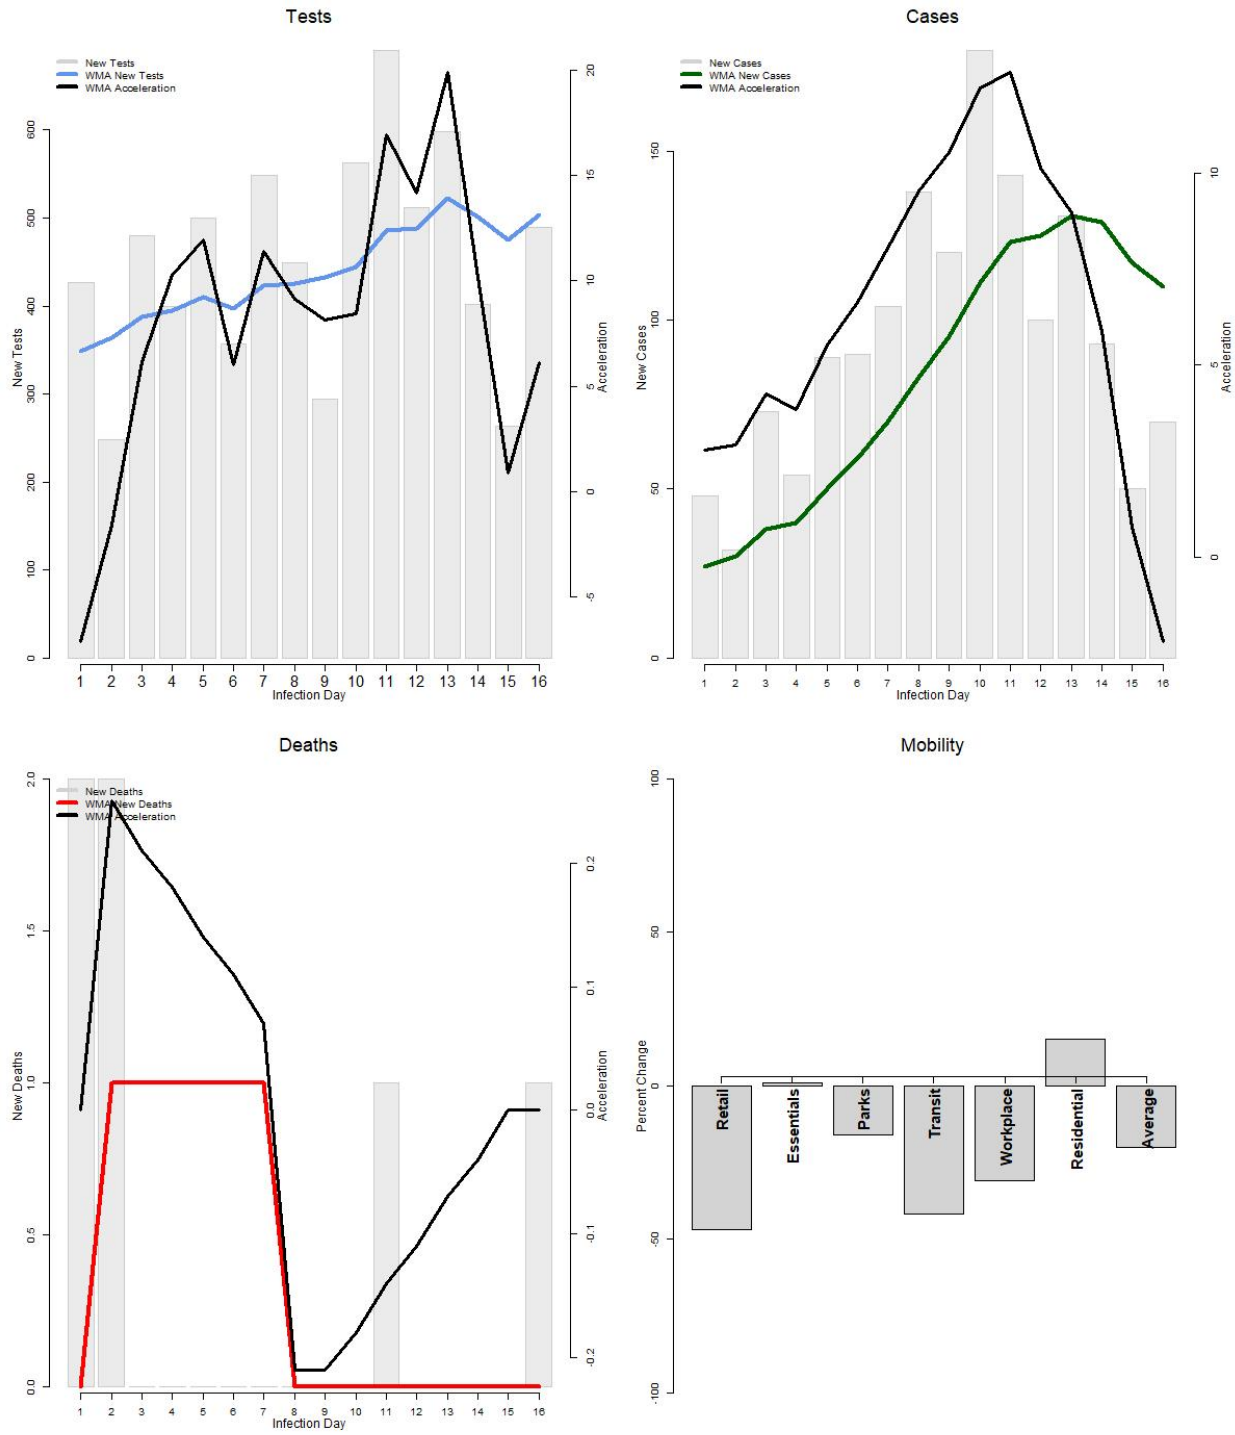 Tests
New Tests
WMA New Tests
WMA Acceleration
600
500
400
300
200
100
0
New Tests
20
15
10
5
0
-5
Acceleration
1 2 3 4 5 6 7 8 9 10 11 12 13 14 15 16
Infection Day
Cases
New Cases
WMA New Cases
WMA Acceleration
150
100
50
0
New Cases
10
5
0
Acceleration
1 2 3 4 5 6 7 8 9 10 11 12 13 14 15 16
Infection Day
Deaths
New Deaths
WMA New Deaths
WMA Acceleration
2.0
1.5
1.0
0.5
0.0
New Deaths
0.2
0.1
0.0
-0.1
-0.2
Acceleration
1 2 3 4 5 6 7 8 9 10 11 12 13 14 15 16
Infection Day
Mobility
100
50
0
-50
-100
Percent Change
Retail
Essentials
Parks
Transit
Workplace
Residential
Average